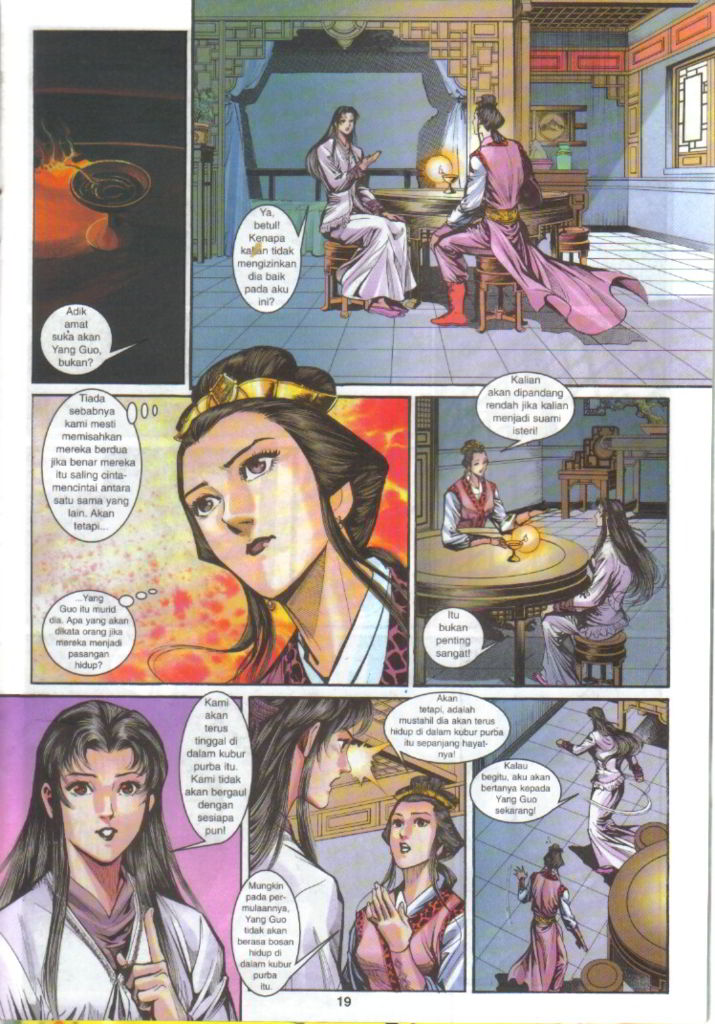 Adik
amat
suka akan
Yang Guo,
bukan?
Ya,
betul!
Kenapa
kalian tidak
mengizinkan
dia baik
pada aku
ini?
Tiada
sebabnya
kamu mesti
memisahkan
mereka berdua
jika benar mereka
itu saling cinta-
mencintai antara
satu sama yang
lain. Akan
tetapi...
...Yang
Guo itu murid
dia. Apa yang akan
dikata orang jika
mereka menjadi
pasangan
hidup?
Kalian
akan dipandang
rendah jika kalian
menjadi suami
isteri!
Itu
bukan
penting
sangat!
Kami
akan
terus
tinggal di
dalam kubur
purba itu.
Kami tidak
akan bergaul
dengan
sesiapa
pun!
Akan
tetapi, adalah
mustahil dia akan terus
hidup di dalam kubur purba
itu sepanjang hayat-
nya!
Mungkin
pada per-
mulaannya,
Yang Guo
tidak akan
berasa bosan
hidup di
dalam kubur
purba
itu.
Kalau
begitu, aku akan
bertanya kepada
Yang Guo
sekarang!
19